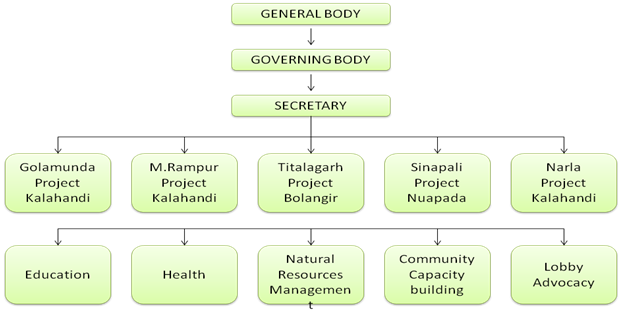 GENERAL BODY
GOVERNING BODY
SECRETARY
Golamunda
Project
Kalahandi
M.Rampur
Project
Kalahandi
Titalagarh
Project
Bolangir
Sinapali
Project
Nuapada
Narla
Project
Kalahandi
Education
Health
Natural
Resources
Managemen
t
Community
Capacity
building
Lobby
Advocacy